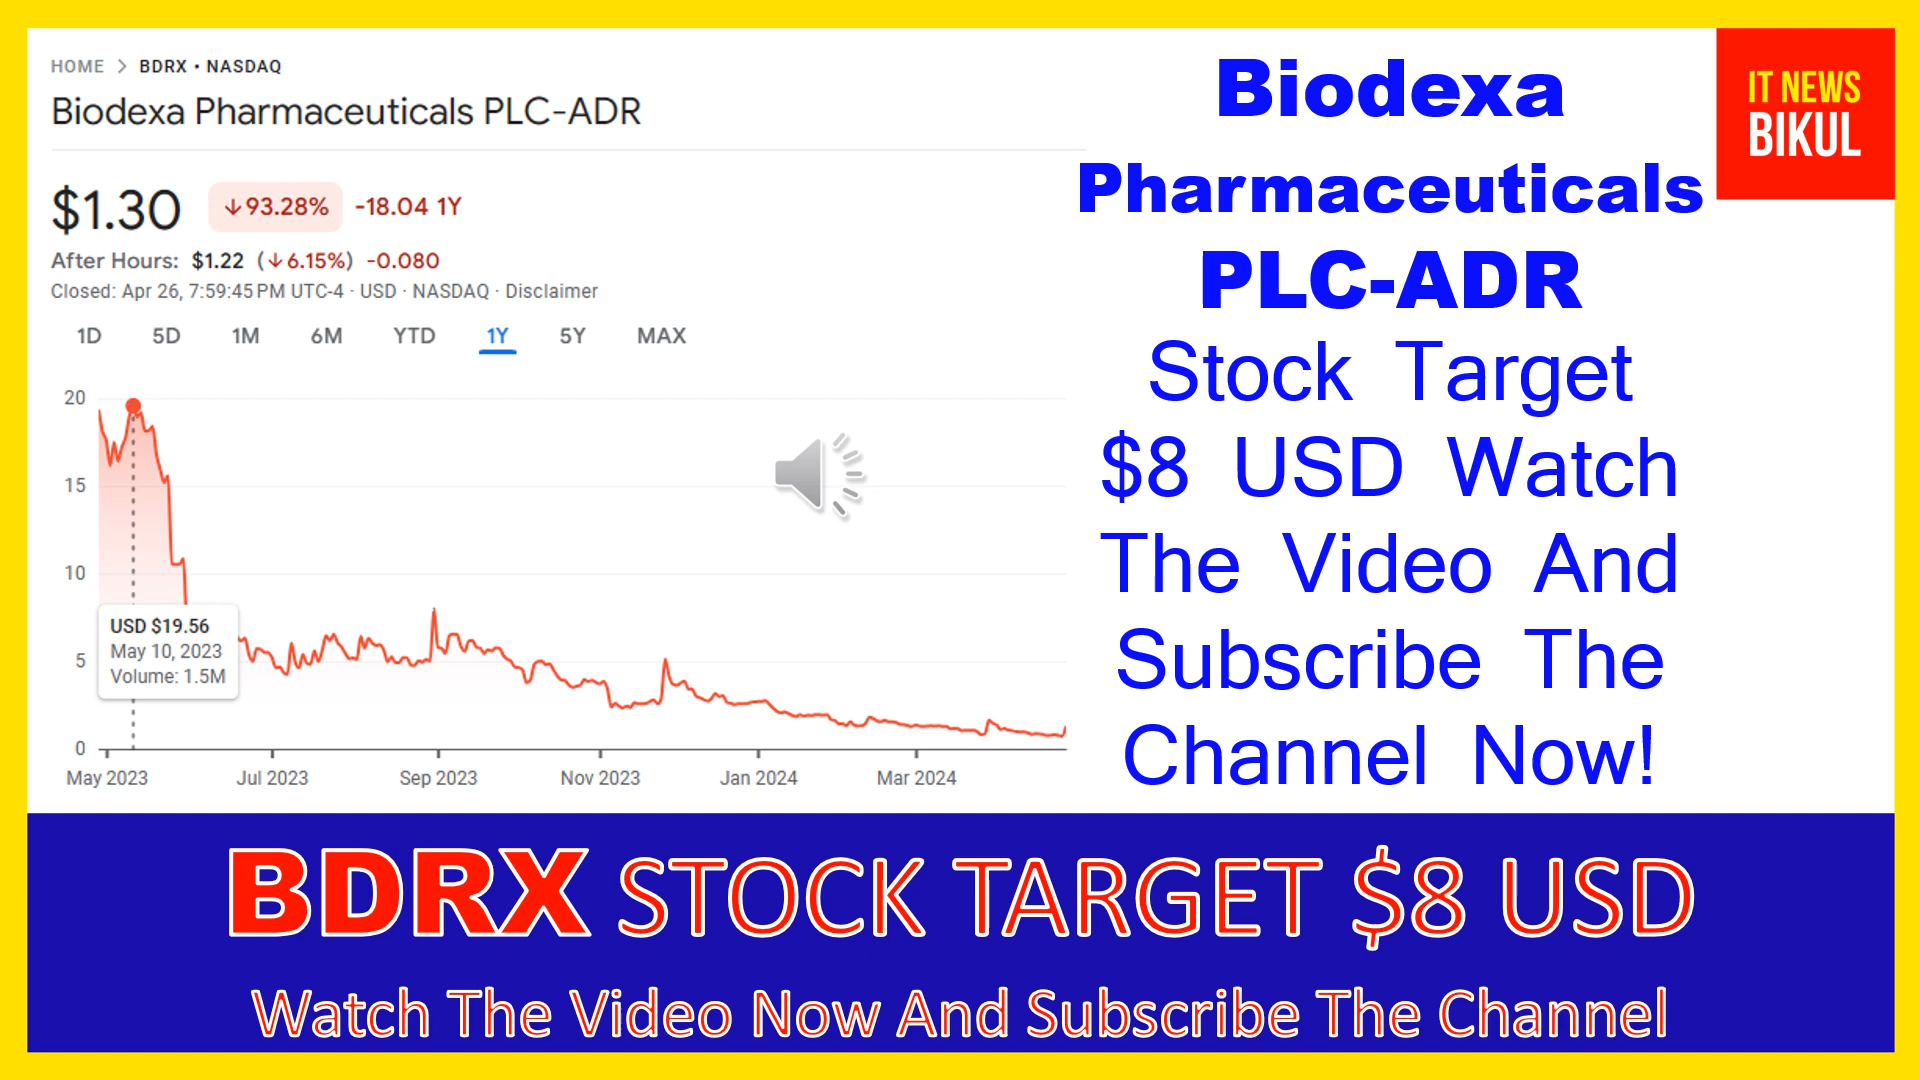 HOME > BDRX • NASDAQ
Biodexa Pharmaceuticals PLC-ADR
$1.30 ↓93.28% -18.04 1Y
After Hours: $1.22 (↓6.15%) -0.080
Closed: Apr 26, 7:59:45 PM UTC-4 · USD · NASDAQ · Disclaimer
1D 5D 1M 6M YTD 1Y 5Y MAX
20
15
10
5
0
USD $19.56
May 10, 2023
Volume: 1.5M
May 2023 Jul 2023 Sep 2023 Nov 2023 Jan 2024 Mar 2024
Biodexa
Pharmaceuticals
PLC-ADR
Stock Target
$8 USD Watch
The Video And
Subscribe The
Channel Now!
IT NEWS
BIKUL
BDRX STOCK TARGET $8 USD
Watch The Video Now And Subscribe The Channel